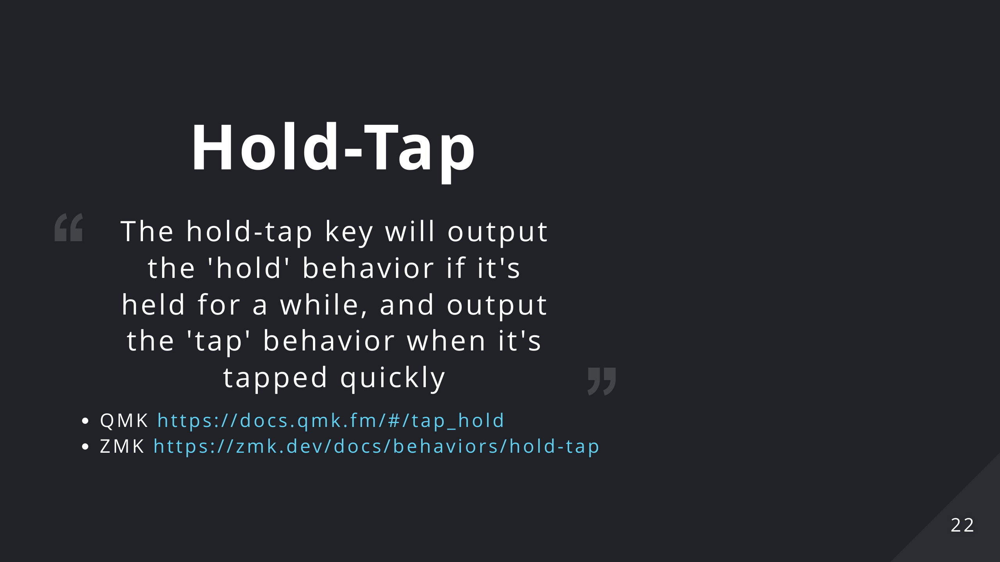 Hold-Tap
“ The hold-tap key will output
the 'hold' behavior if it's
held for a while, and output
the 'tap' behavior when it's
tapped quickly ”
• QMK https://docs.qmk.fm/#/tap_hold
• ZMK https://zmk.dev/docs/behaviors/hold-tap
22